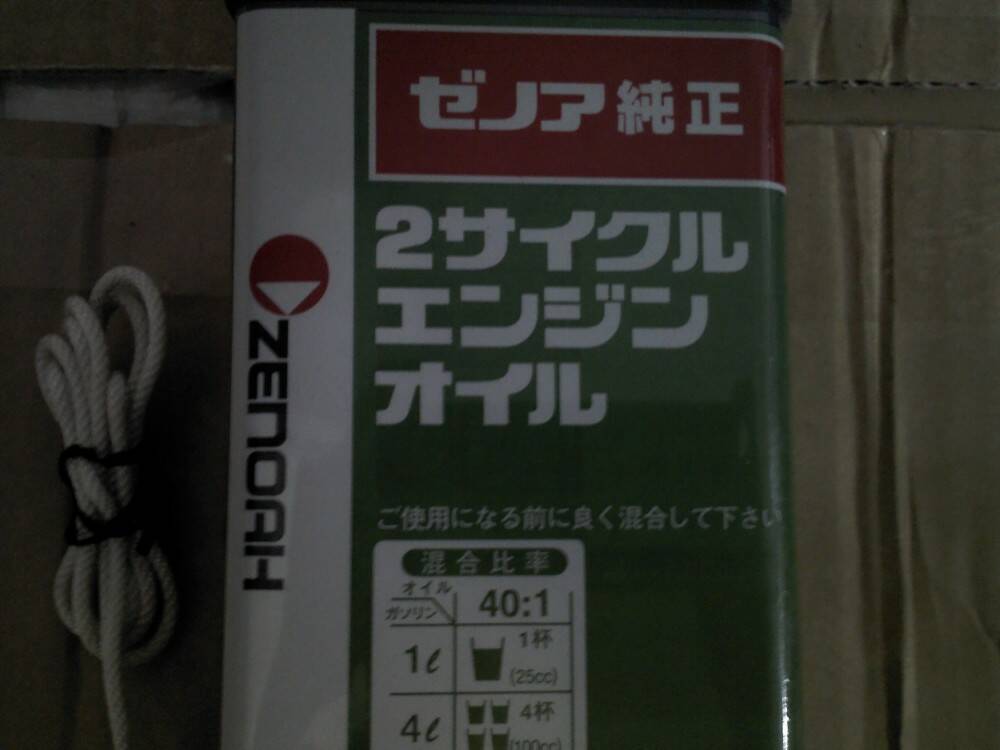 ゼノア純正
2サイクル
エンジン
オイル
ZENOAH
ご使用になる前に良く混合して下さい
混合比率
オイル
ガソリン
40:1
1ℓ
1杯
(25cc)
4ℓ
4杯
(100cc)